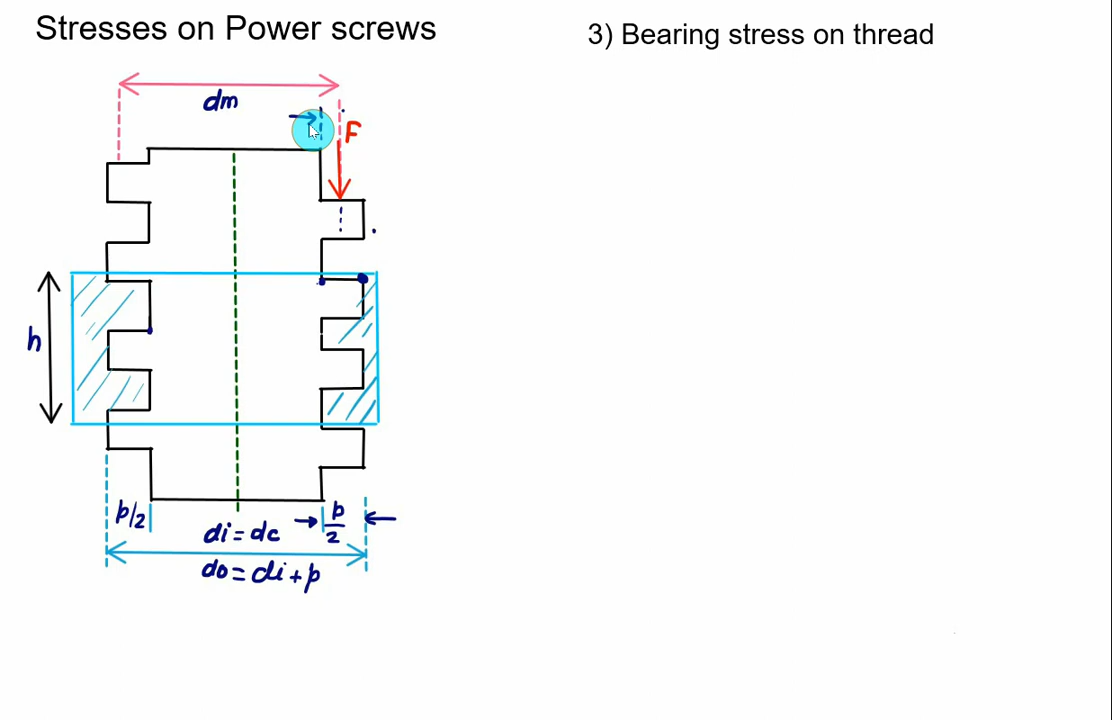 Stresses on Power screws
3) Bearing stress on thread
dm
F
h
p/2
di = dc
p/2
do = di + p